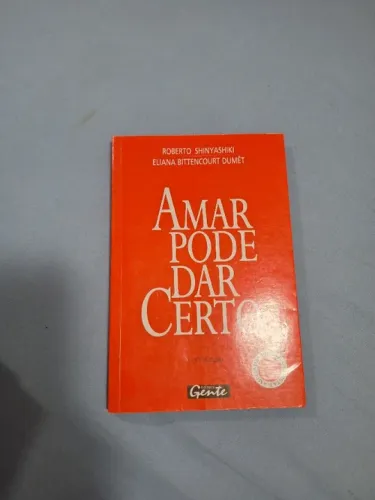 ROBERTO SHINYASHIKI
ELIANA BITTENCOURT DUMÊT
AMAR
PODE
DAR
CERTO
Gente